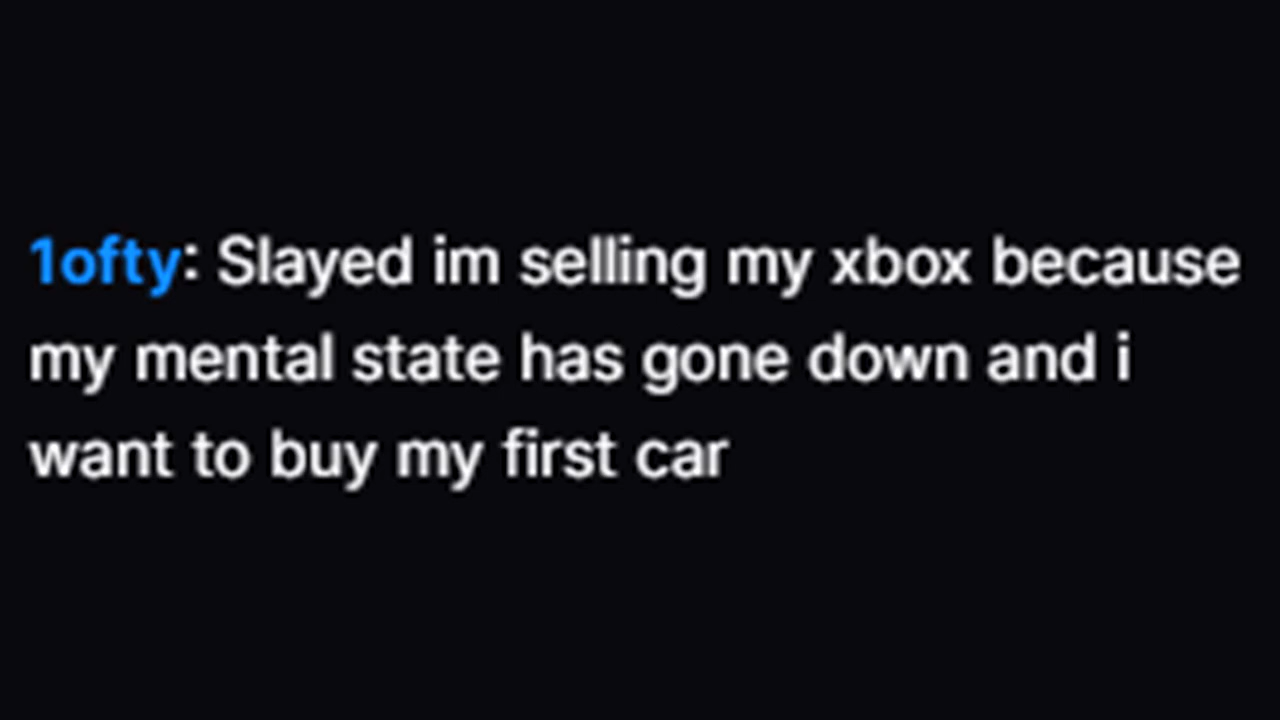 1ofty: Slayed im selling my xbox because
my mental state has gone down and i
want to buy my first car